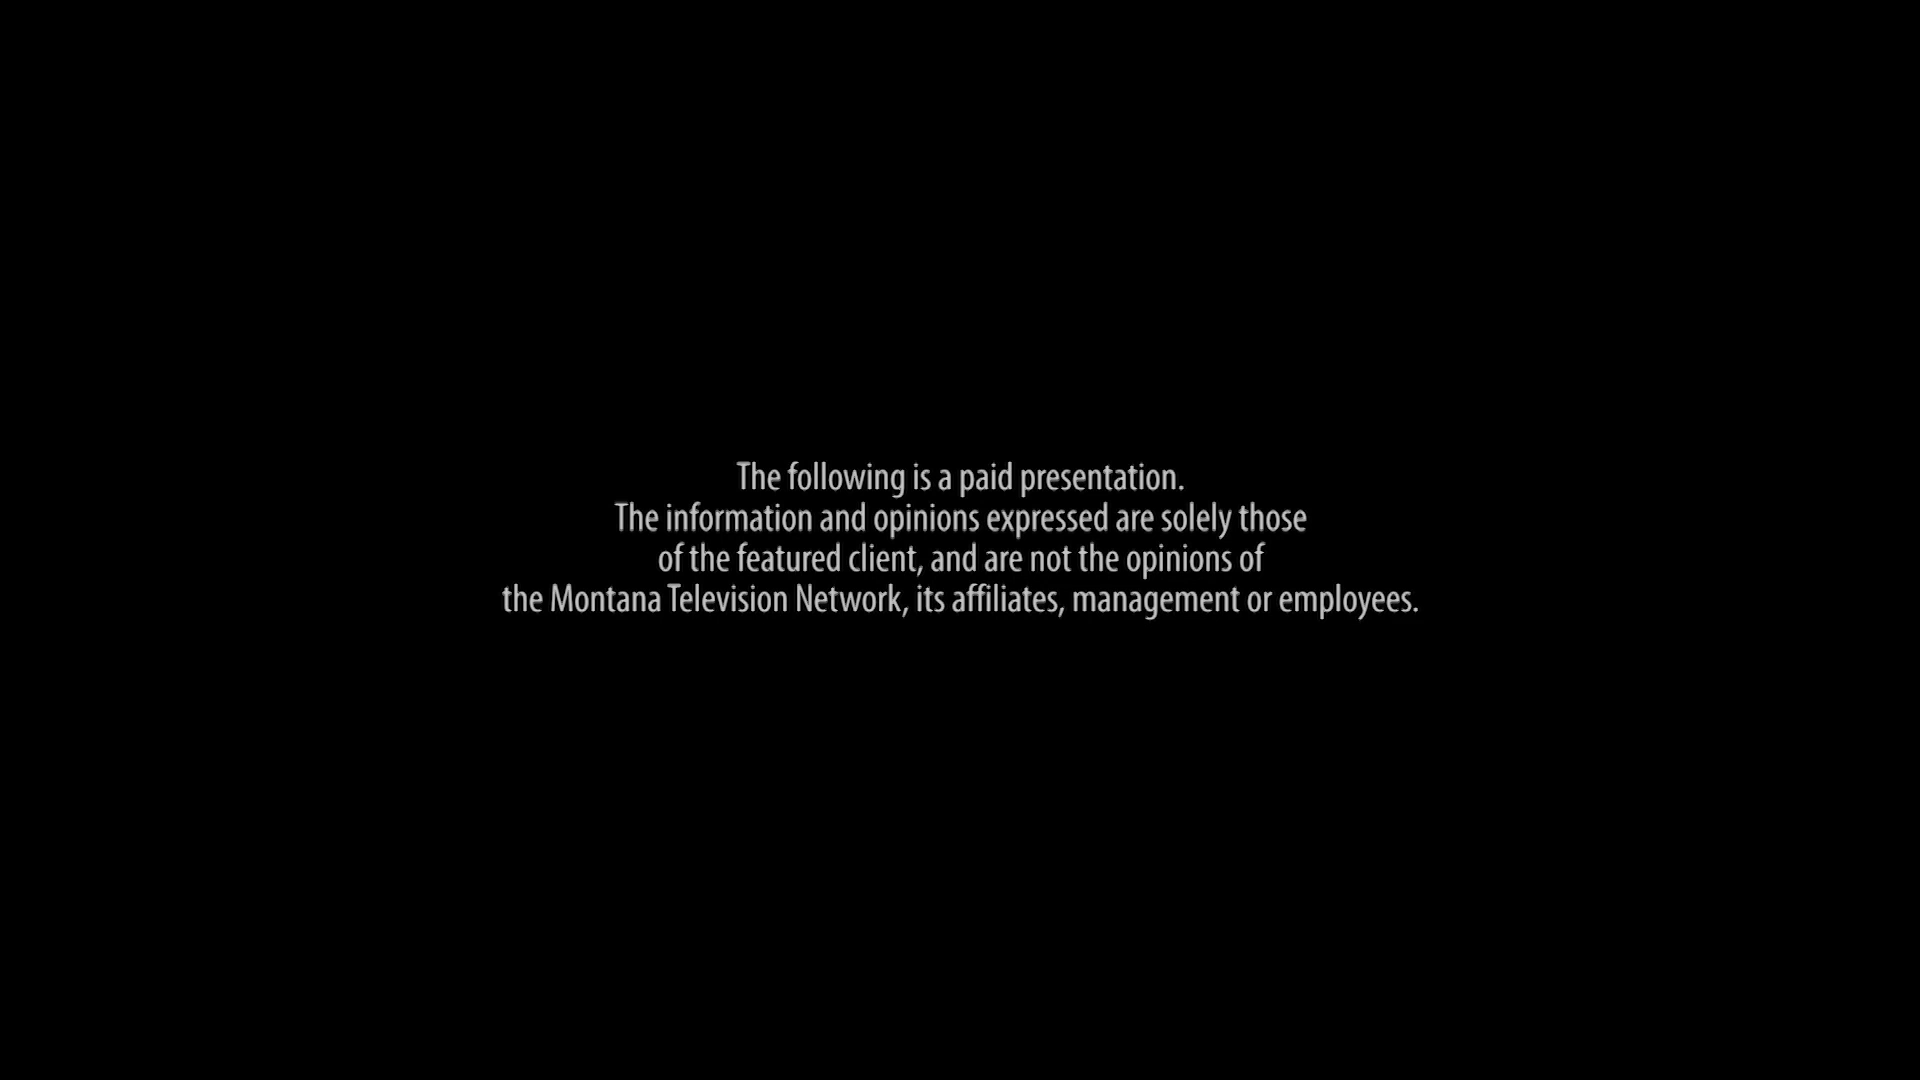 The following is a paid presentation.
The information and opinions expressed are solely those
of the featured client, and are not the opinions of
the Montana Television Network, its affiliates, management or employees.